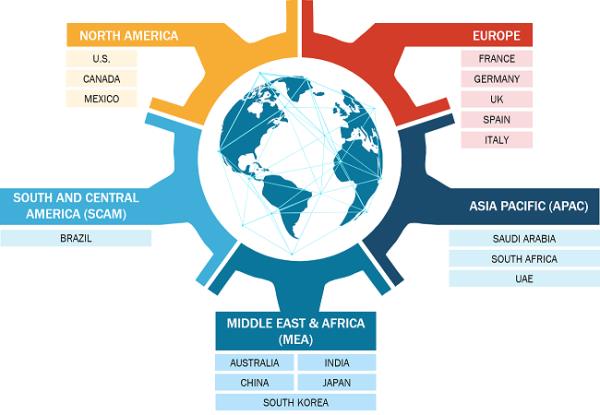 NORTH AMERICA
U.S.
CANADA
MEXICO
EUROPE
FRANCE
GERMANY
UK
SPAIN
ITALY
SOUTH AND CENTRAL
AMERICA (SCAM)
BRAZIL
ASIA PACIFIC (APAC)
SAUDI ARABIA
SOUTH AFRICA
UAE
MIDDLE EAST & AFRICA
(MEA)
AUSTRALIA
INDIA
CHINA
JAPAN
SOUTH KOREA